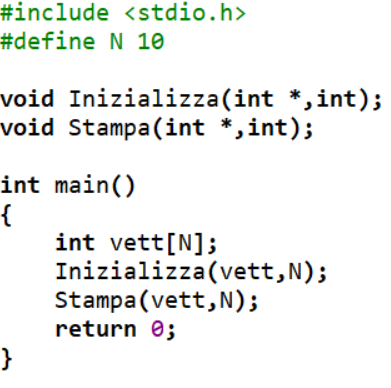 #include <stdio.h>
#define N 10
void Inizializza(int *,int);
void Stampa(int *,int);
int main()
{
int vett[N];
Inizializza(vett,N);
Stampa(vett,N);
return 0;
}